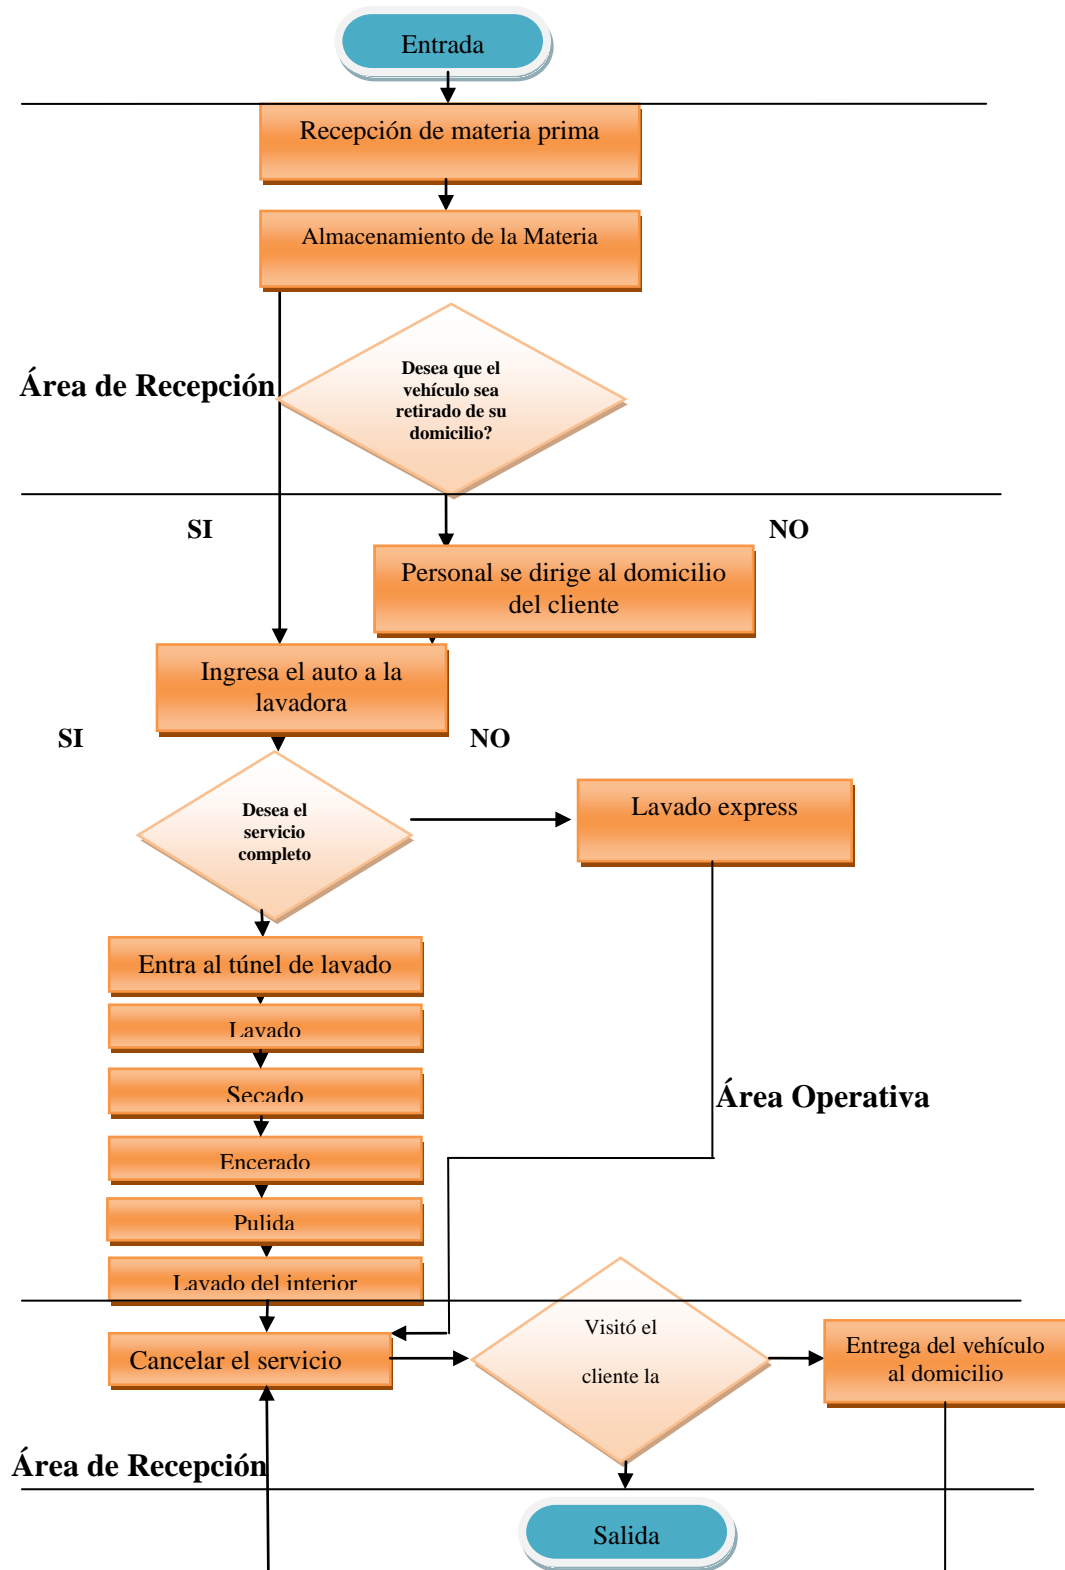 Entrada
Recepción de materia prima
Almacenamiento de la Materia
Desea que el
vehículo sea
retirado de su
domicilio?
Área de Recepción
SI
NO
Personal se dirige al domicilio
del cliente
Ingresa el auto a la
lavadora
SI
NO
Desea el
servicio
completo
Lavado express
Entra al túnel de lavado
Lavado
Secado
Área Operativa
Encerado
Pulida
Lavado del interior
Visitó el
cliente la
Cancelar el servicio
Entrega del vehículo
al domicilio
Área de Recepción
Salida